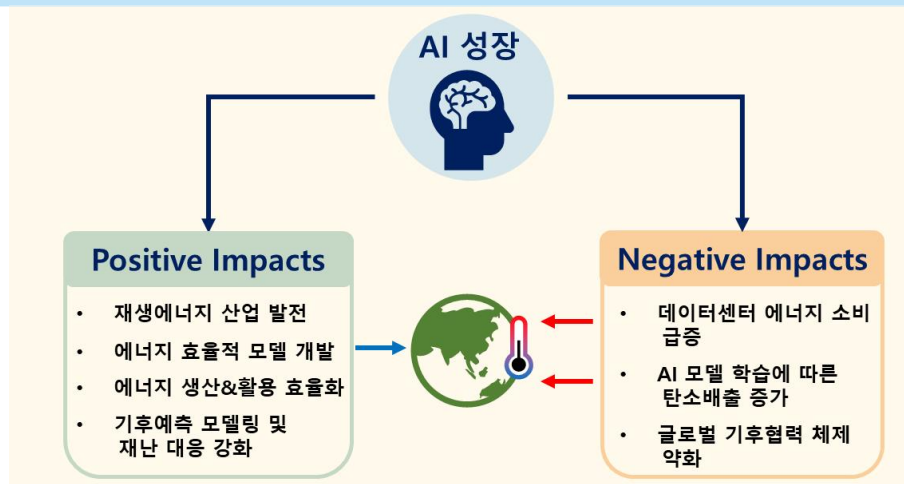 AI 성장
Positive Impacts
• 재생에너지 산업 발전
• 에너지 효율적 모델 개발
• 에너지 생산&활용 효율화
• 기후예측 모델링 및
재난 대응 강화
Negative Impacts
• 데이터센터 에너지 소비
급증
• AI 모델 학습에 따른
탄소배출 증가
• 글로벌 기후협력 체제
약화